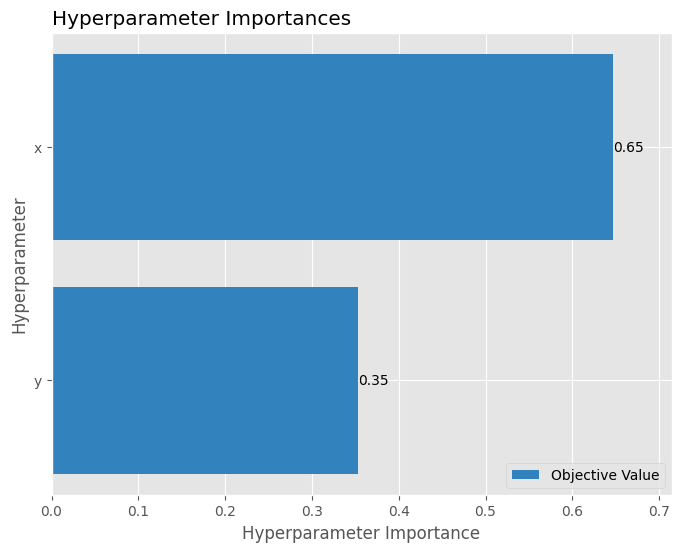 Hyperparameter Importances
Hyperparameter
x
0.65
y
0.35
Objective Value
0.0 0.1 0.2 0.3 0.4 0.5 0.6 0.7
Hyperparameter Importance